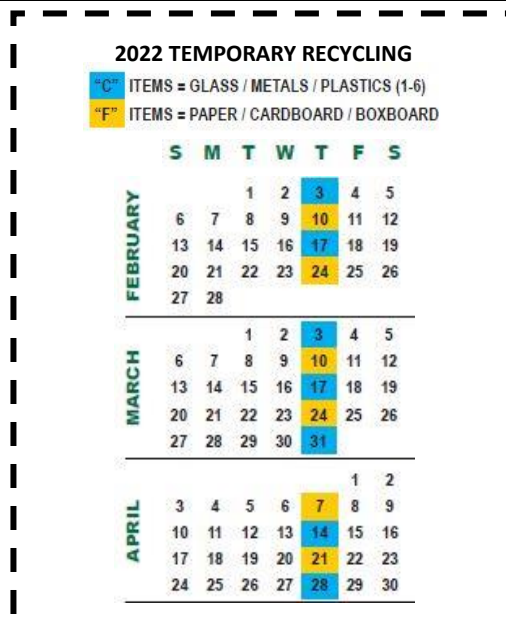 2022 TEMPORARY RECYCLING
"C" ITEMS = GLASS / METALS / PLASTICS (1-6)
"F" ITEMS = PAPER / CARDBOARD / BOXBOARD
S M T W T F S
FEBRUARY
1 2 3 4 5
6 7 8 9 10 11 12
13 14 15 16 17 18 19
20 21 22 23 24 25 26
27 28
MARCH
1 2 3 4 5
6 7 8 9 10 11 12
13 14 15 16 17 18 19
20 21 22 23 24 25 26
27 28 29 30 31
APRIL
1 2
3 4 5 6 7 8 9
10 11 12 13 14 15 16
17 18 19 20 21 22 23
24 25 26 27 28 29 30